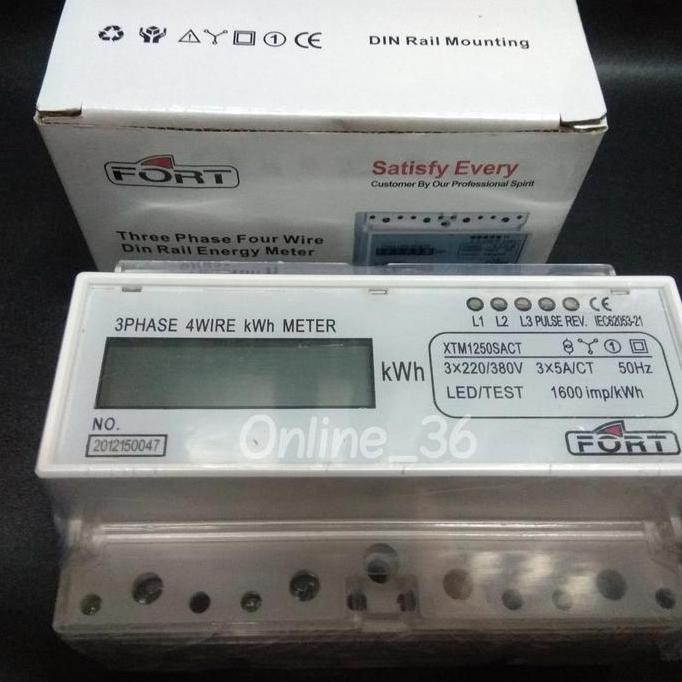 DIN Rail Mounting
FORT
Satisfy Every
Customer By Our Professional Spirit
Three Phase Four Wire
Din Rail Energy Meter
3PHASE 4WIRE kWh METER
L1 L2 L3 PULSE REV. IEC62053-21
XTM1250SACT
3×220/380V 3×5A/CT 50Hz
LED/TEST 1600 imp/kWh
kWh
NO.
2012150047
Online_36
FORT